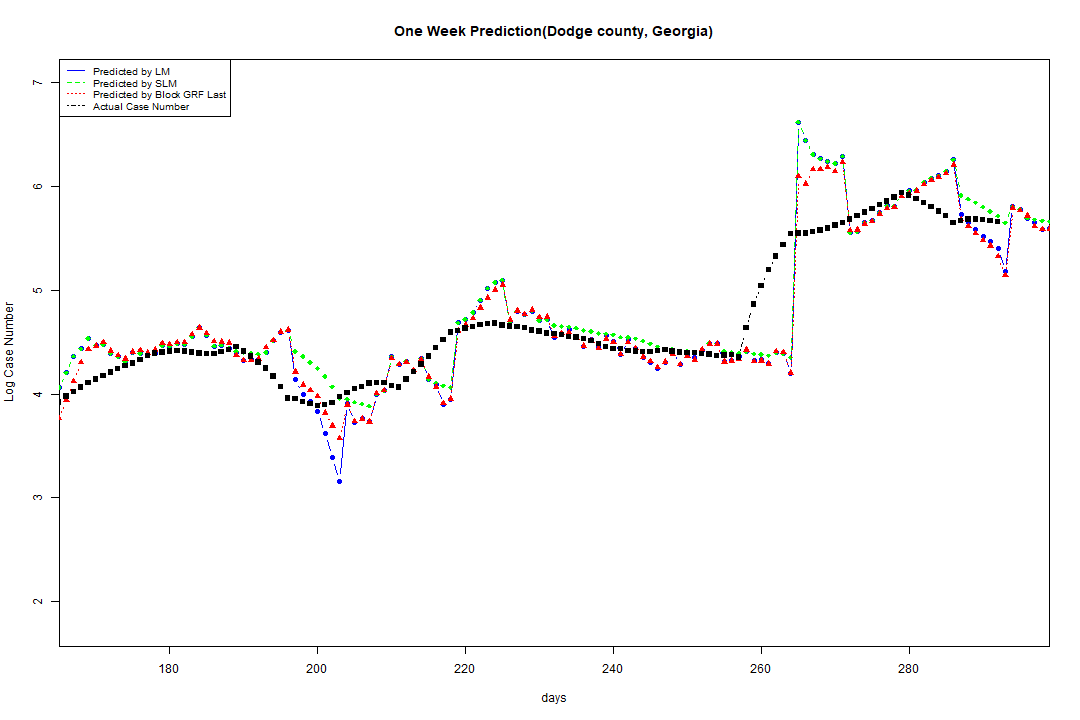 One Week Prediction(Dodge county, Georgia)
Predicted by LM
Predicted by SLM
Predicted by Block GRF Last
Actual Case Number
7
6
5
4
3
2
Log Case Number
180 200 220 240 260 280
days